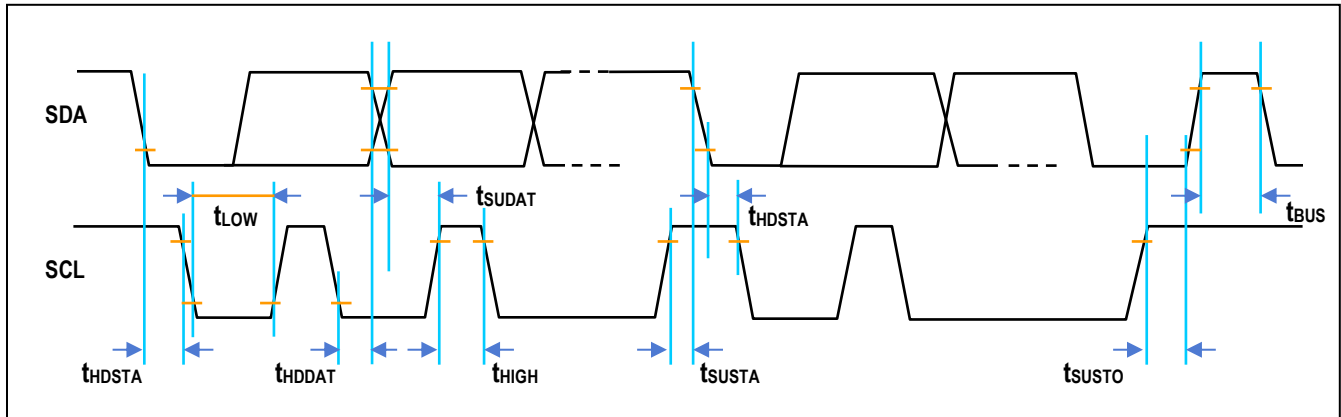 SDA
tSUDAT
tLOW
tHDSTA
tBUS
SCL
tHDSTA
tHDDAT
tHIGH
tSUSTA
tSUSTO